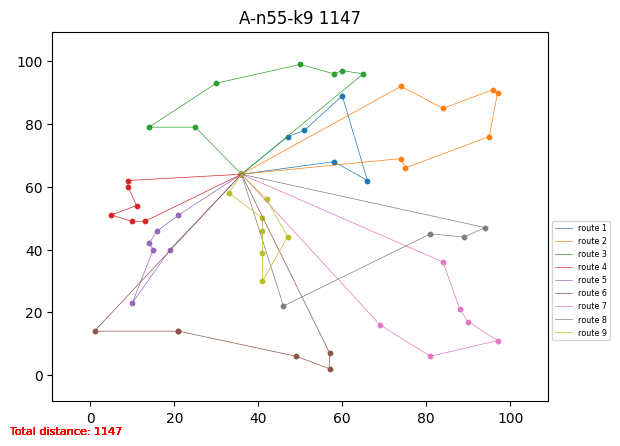 A-n55-k9 1147
100
80
60
40
20
0
0 20 40 60 80 100
route 1
route 2
route 3
route 4
route 5
route 6
route 7
route 8
route 9
Total distance: 1147